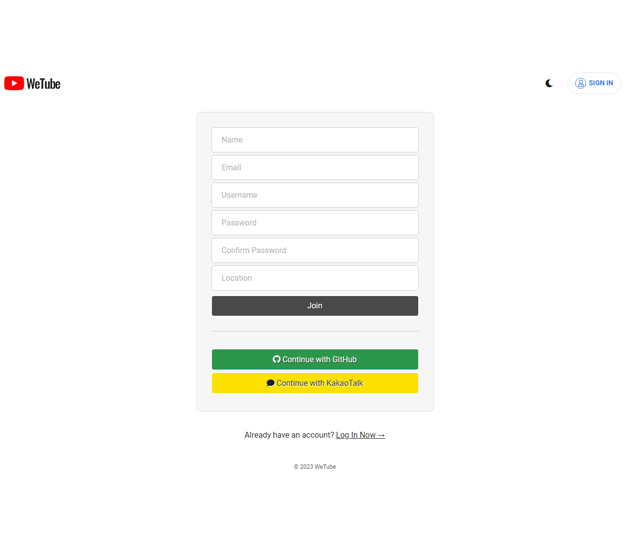 WeTube
SIGN IN
Name
Email
Username
Password
Confirm Password
Location
Join
Continue with GitHub
Continue with KakaoTalk
Already have an account? Log In Now →
© 2023 WeTube